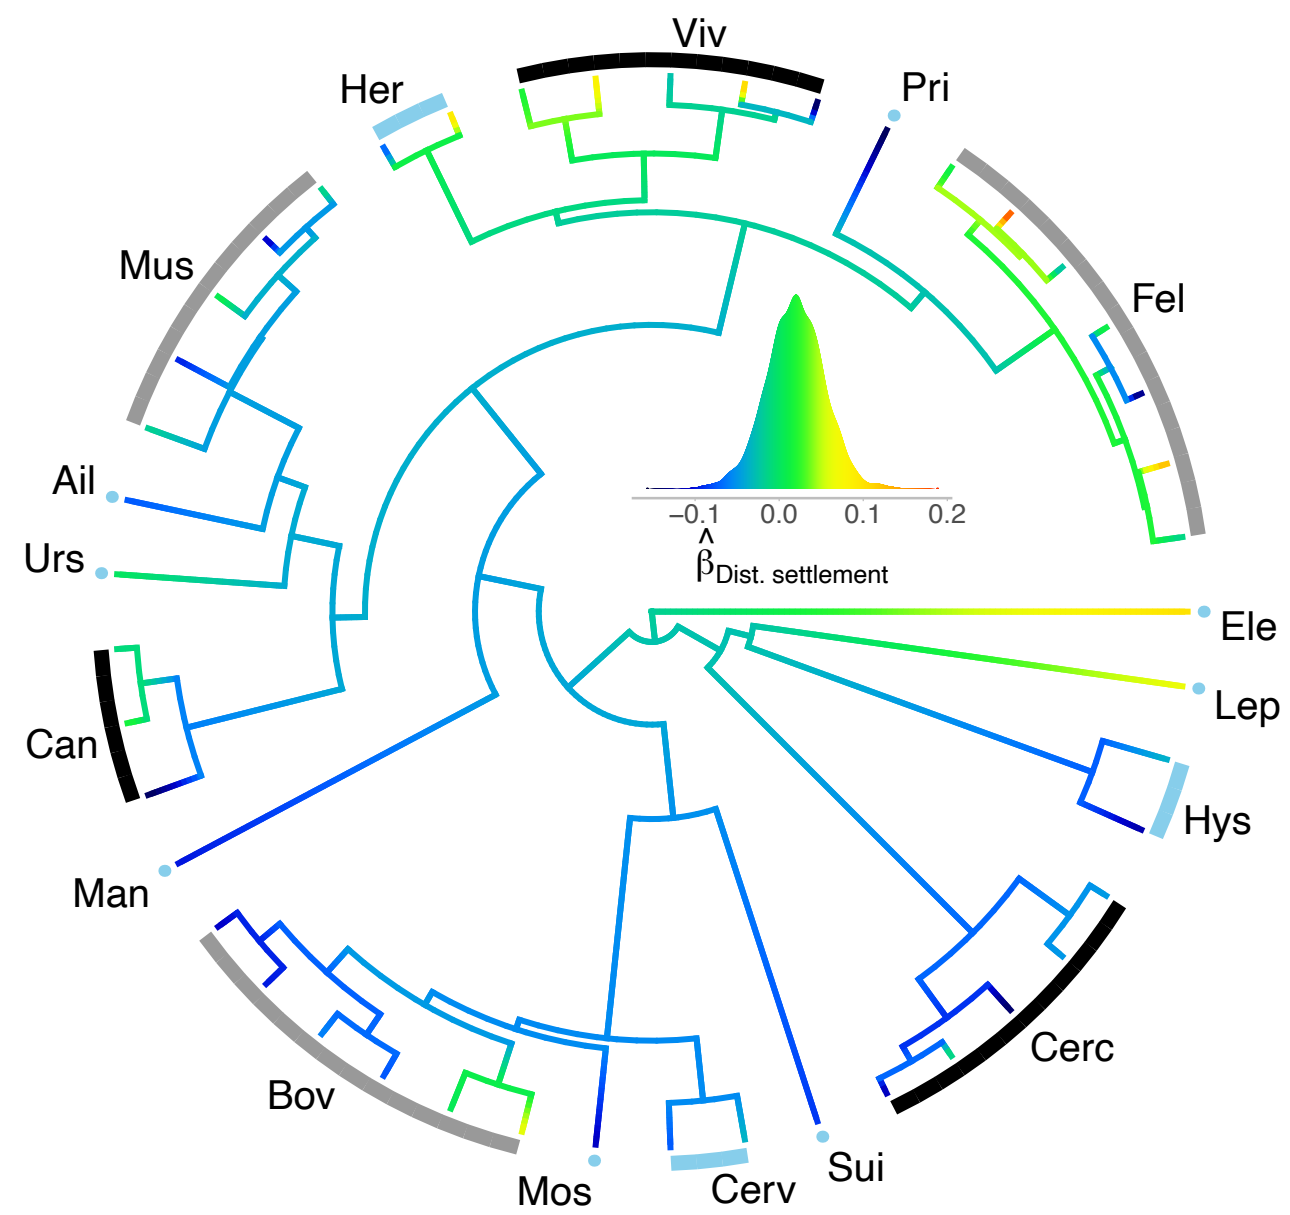 Viv
Her
Pri
Mus
Fel
Ail
Urs
−0.1 0.0 0.1 0.2
β̂Dist. settlement
Ele
Lep
Can
Hys
Man
Cerc
Bov
Sui
Mos
Cerv